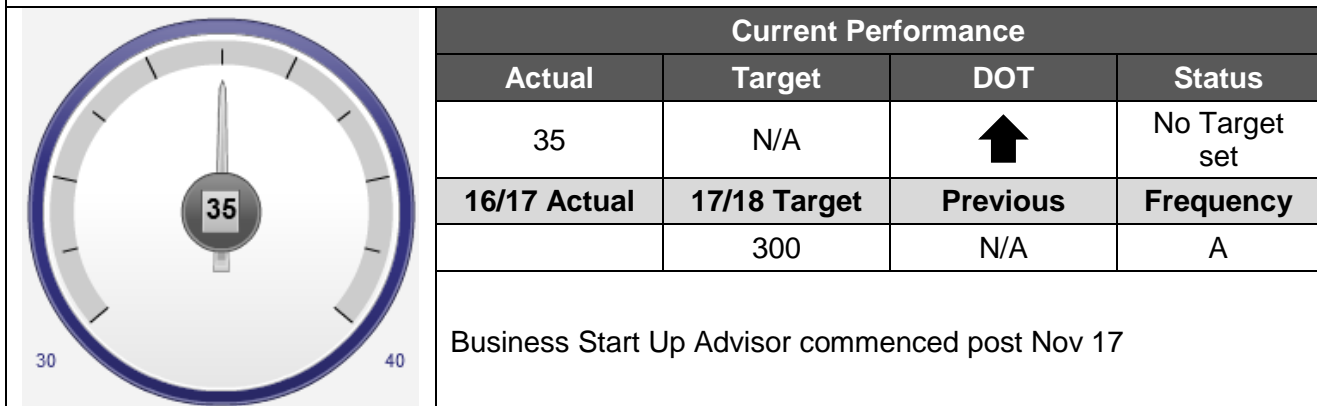 35
30
40
Current Performance
Actual Target DOT Status
35 N/A No Target
set
16/17 Actual 17/18 Target Previous Frequency
300 N/A A
Business Start Up Advisor commenced post Nov 17